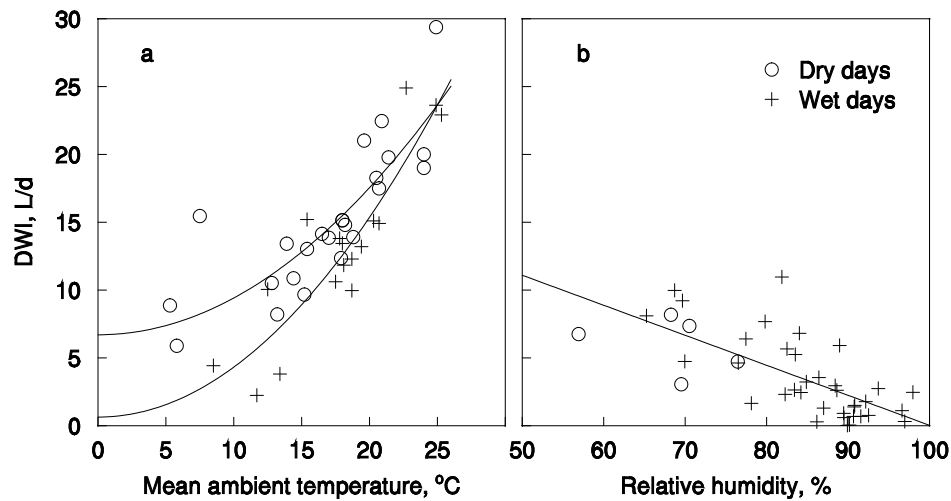 30
25
20
15
10
5
0
DWI, L/d
a
0 5 10 15 20 25
Mean ambient temperature, ºC
b
Dry days
Wet days
50 60 70 80 90 100
Relative humidity, %